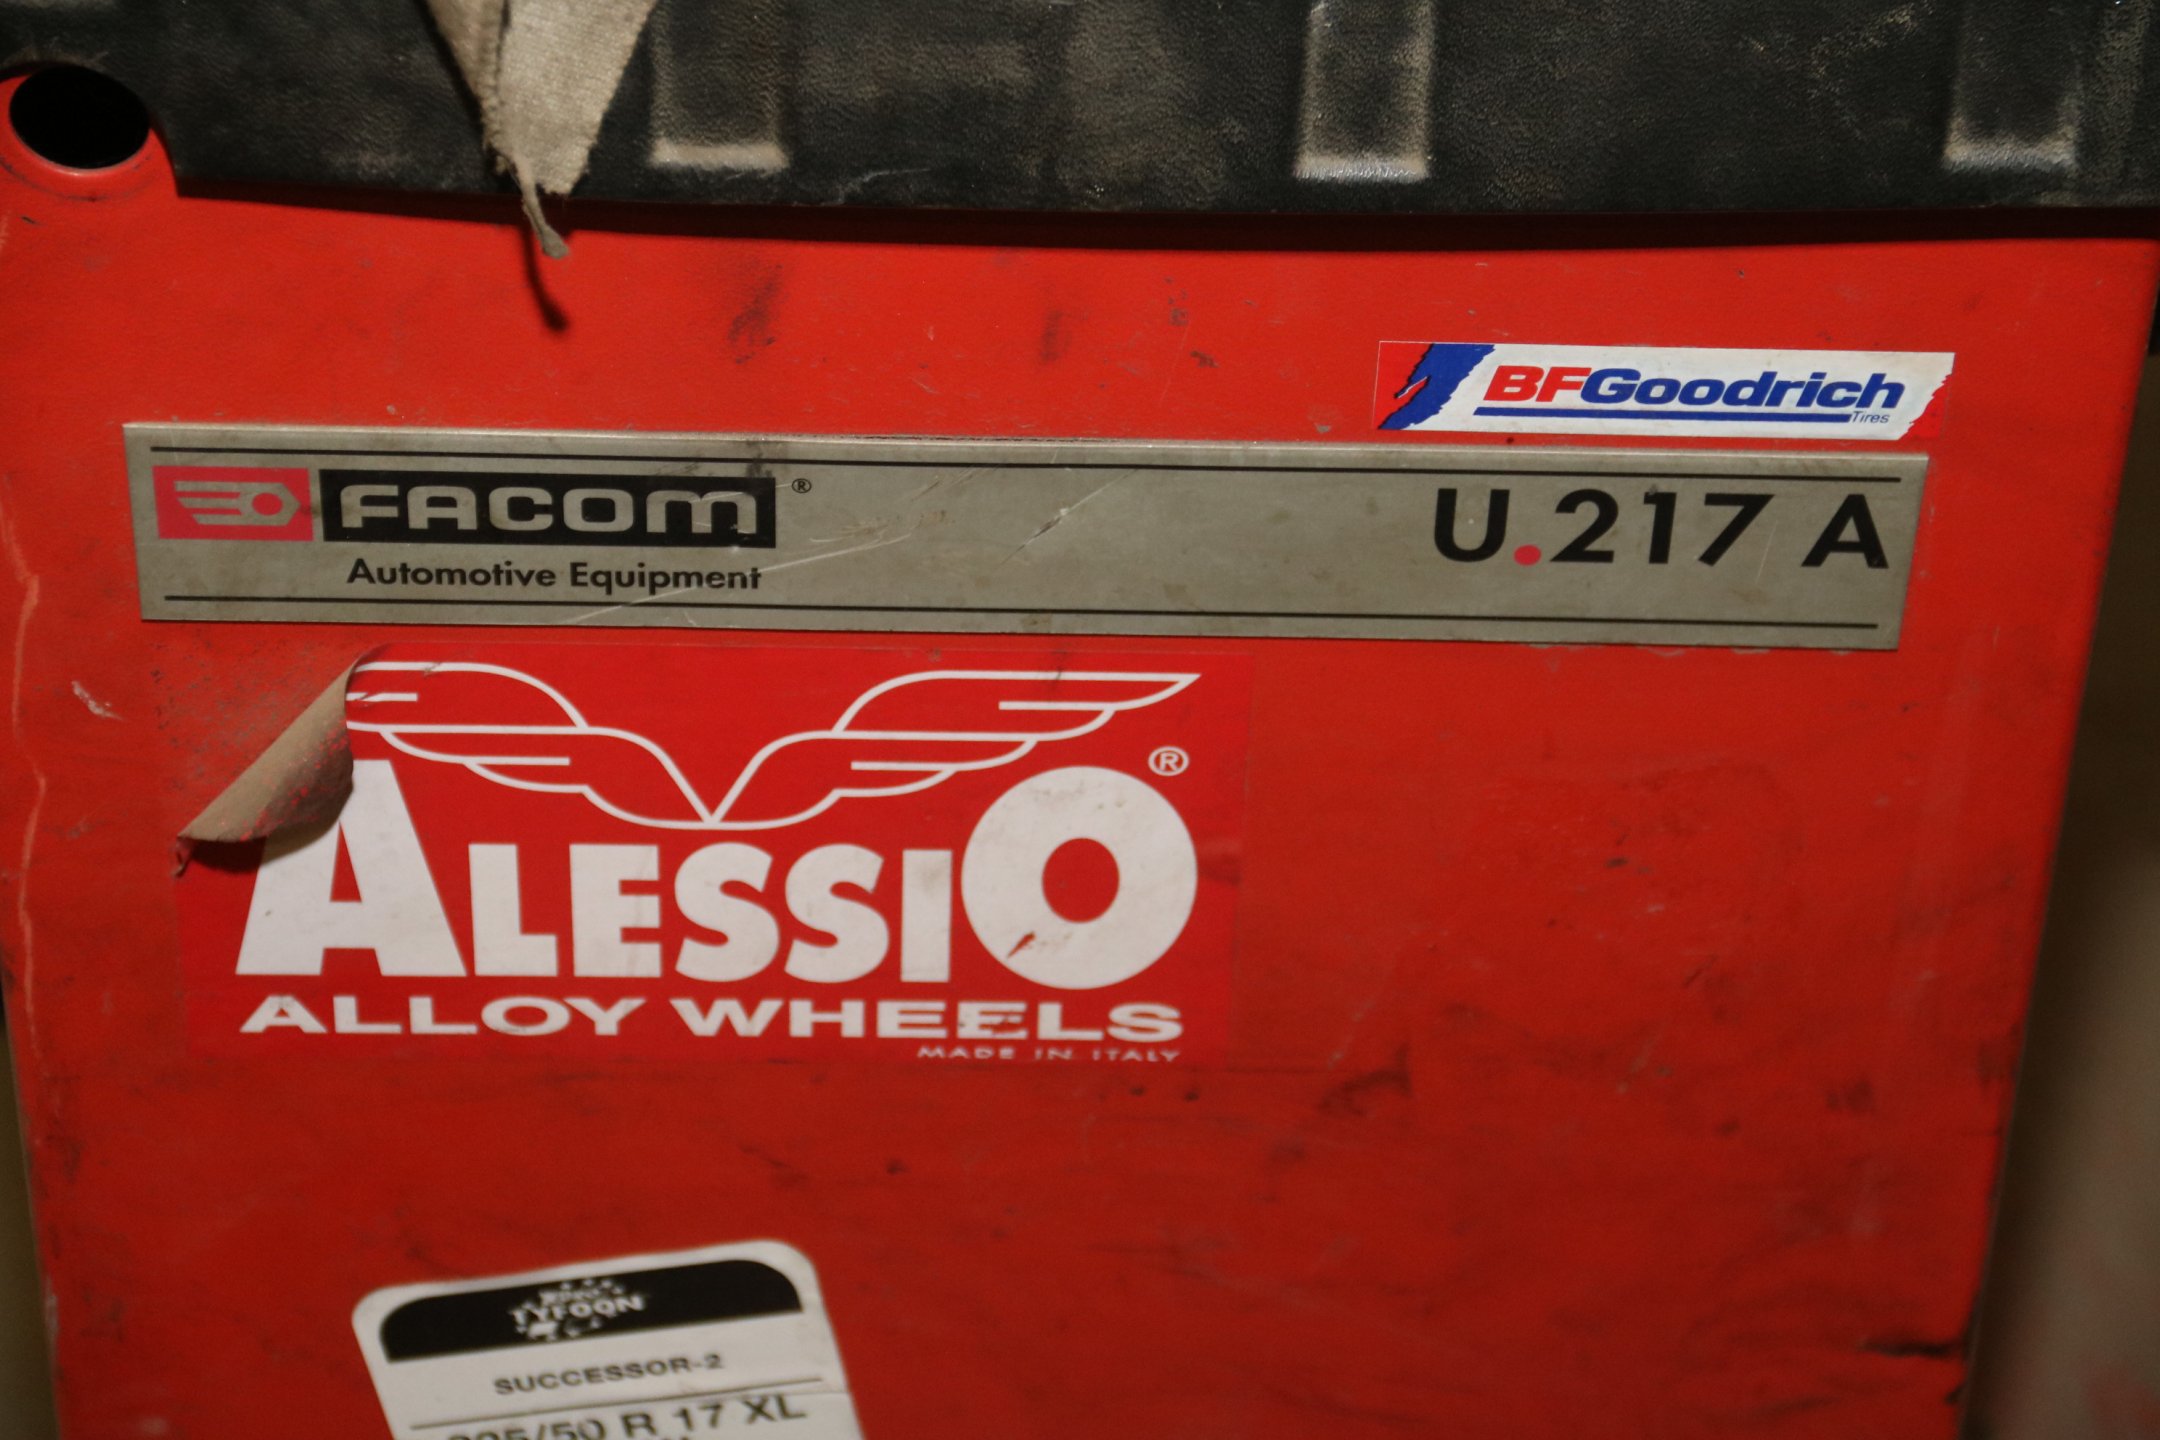 BFGoodrich
Tires
FACOM®
Automotive Equipment
U.217 A
ALESSIO®
ALLOY WHEELS
MADE IN ITALY
TYFOON
SUCCESSOR-2
R 17 XL